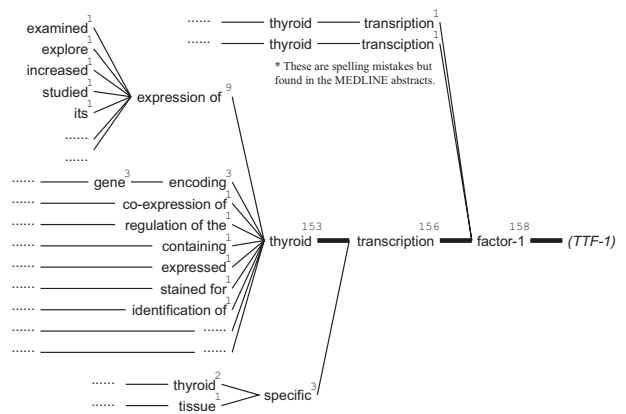 ...... thyroid transription 1
...... thyroid transciption 1
* These are spelling mistakes but
found in the MEDLINE abstracts.
examined 1
explore 1
increased 1
studied 1
its 1
......
......
expression of 9
...... gene 3 encoding 3
...... co-expression of 1
...... regulation of the 1
...... containing 1
...... expressed 1
...... stained for 1
...... identification of 1
...... ......
...... ......
thyroid 153 transcription 156 factor-1 158 (TTF-1)
...... thyroid 2
...... tissue 1
specific 3